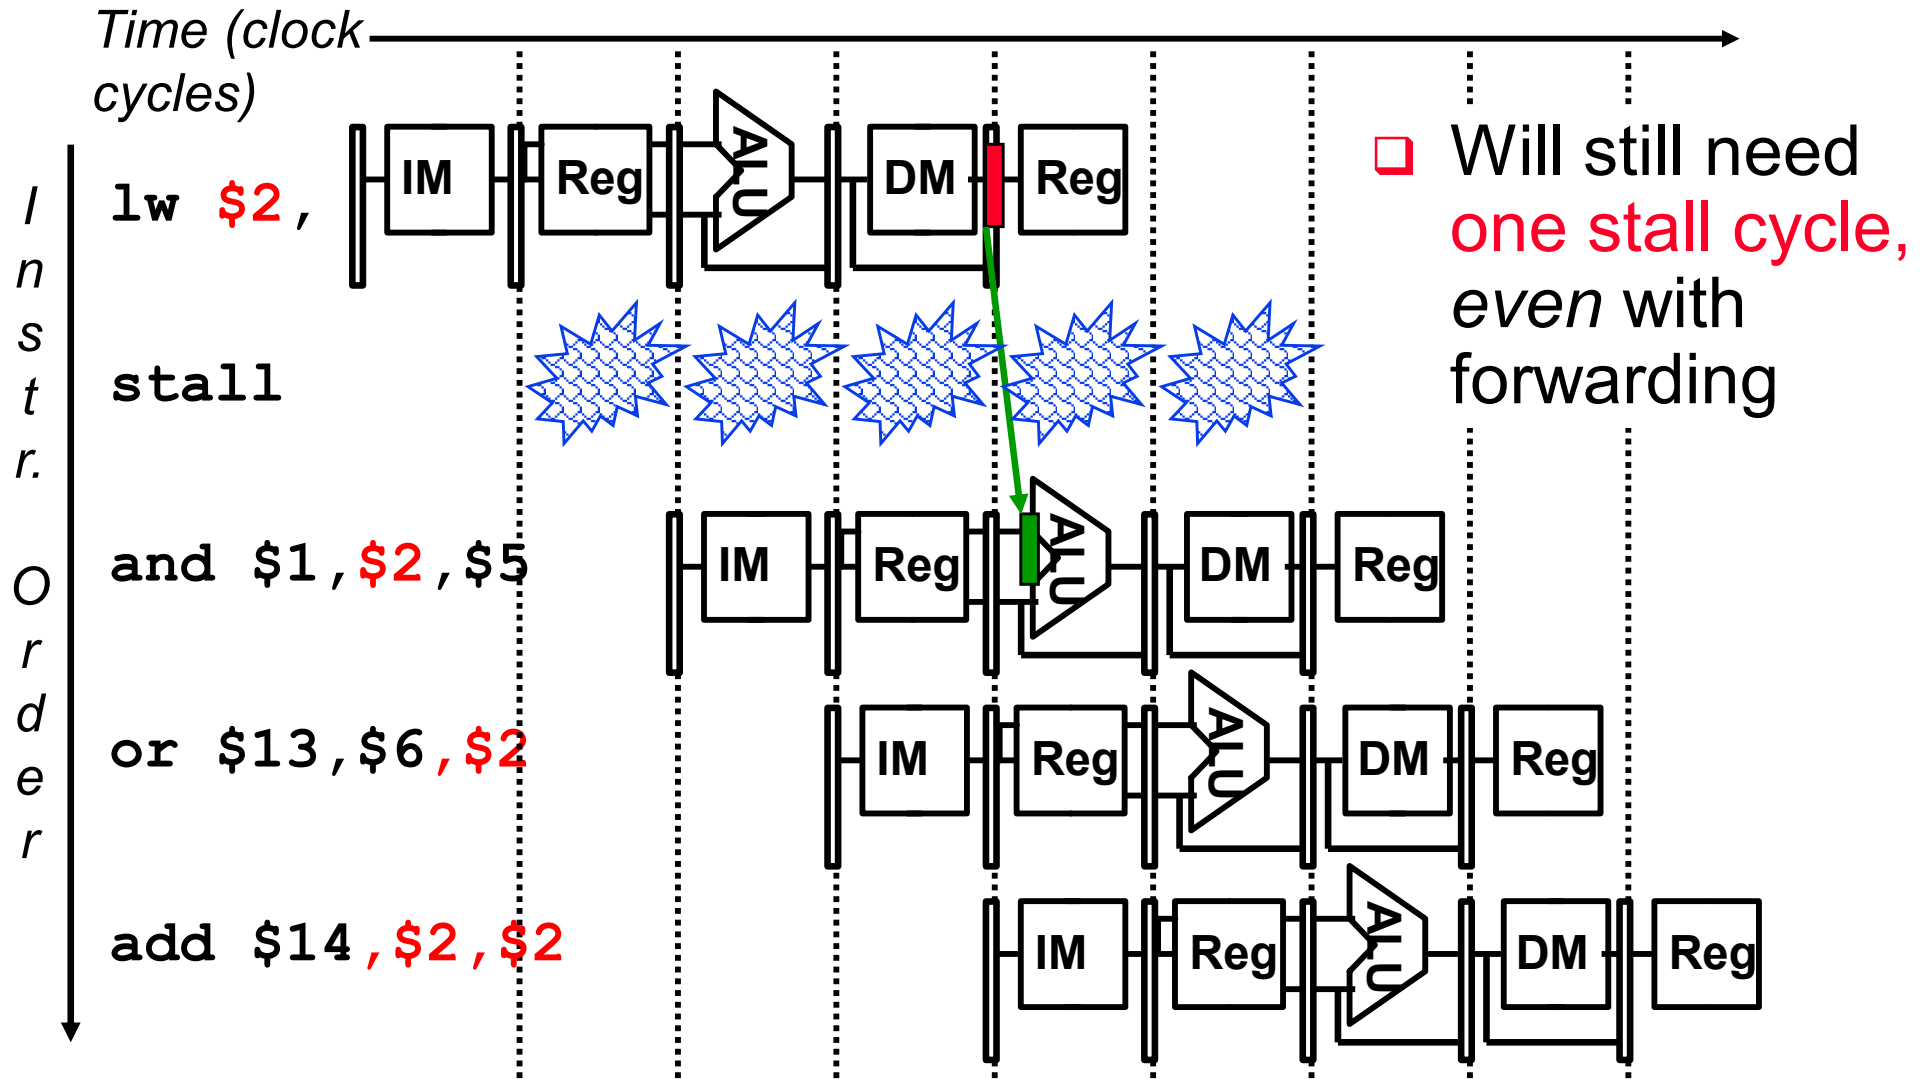 Time (clock
cycles)
Instr. Order
lw $2,
IM Reg ALU DM Reg
stall
and $1,$2,$5
IM Reg ALU DM Reg
or $13,$6,$2
IM Reg ALU DM Reg
add $14,$2,$2
IM Reg ALU DM Reg
Will still need
one stall cycle,
even with
forwarding